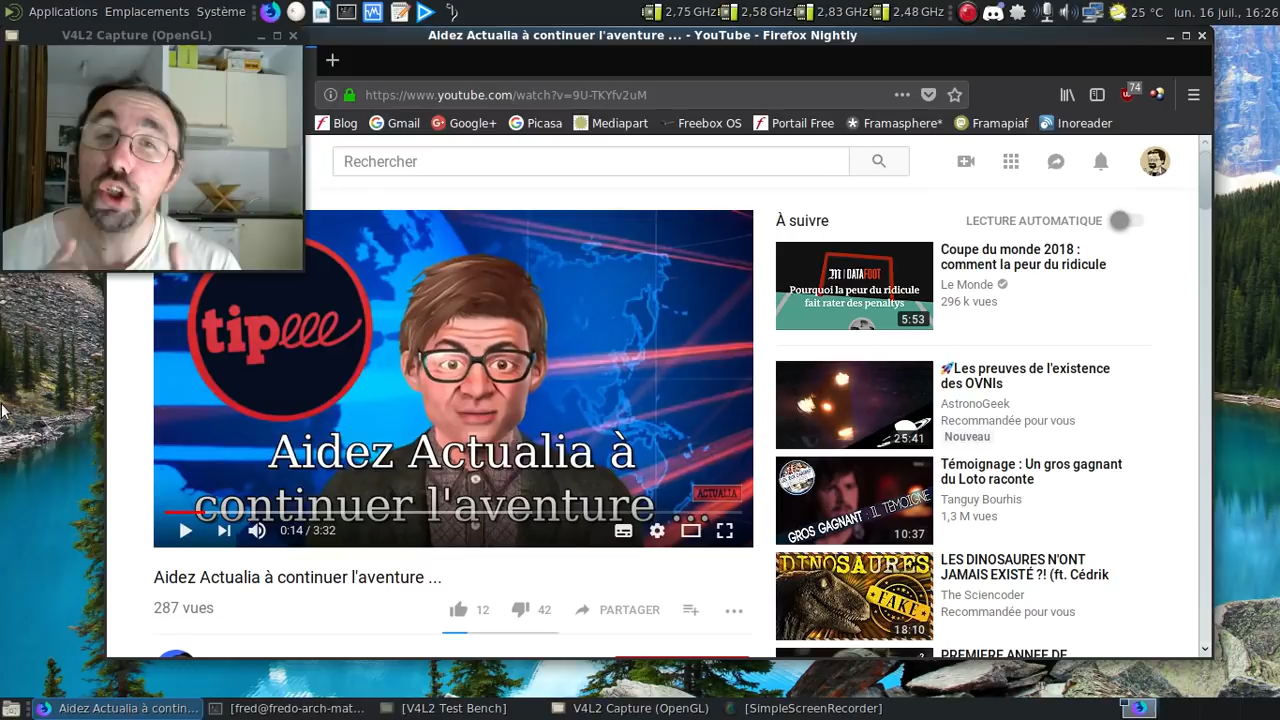 Applications Emplacements Système
2,75 GHz 2,58 GHz 2,83 GHz 2,48 GHz 25 °C lun. 16 juil., 16:26
V4L2 Capture (OpenGL)
Aidez Actualia à continuer l'aventure ... - YouTube - Firefox Nightly
https://www.youtube.com/watch?v=9U-TKYfv2uM
74
Blog Gmail Google+ Picasa Mediapart Freebox OS Portail Free Framasphere* Framapiaf Inoreader
Rechercher
tipeee
Aidez Actualia à
continuer l'aventure
ACTUALIA
0:14 / 3:32
Aidez Actualia à continuer l'aventure ...
287 vues
12 42 PARTAGER
À suivre
LECTURE AUTOMATIQUE
DATAFOOT
Pourquoi la peur du ridicule
fait rater des penaltys
5:53
Coupe du monde 2018 :
comment la peur du ridicule
Le Monde
296 k vues
25:41
🚀Les preuves de l'existence
des OVNIs
AstronoGeek
Recommandée pour vous
Nouveau
GROS GAGNANT : IL TÉMOIGNE
10:37
Témoignage : Un gros gagnant
du Loto raconte
Tanguy Bourhis
1,3 M vues
DINOSAURES
FAKE
18:10
LES DINOSAURES N'ONT
JAMAIS EXISTÉ ?! (ft. Cédrik
The Sciencoder
Recommandée pour vous
PREMIERE ANNEE DE
Aidez Actualia à contin... [fred@fredo-arch-mat... [V4L2 Test Bench] V4L2 Capture (OpenGL) [SimpleScreenRecorder]